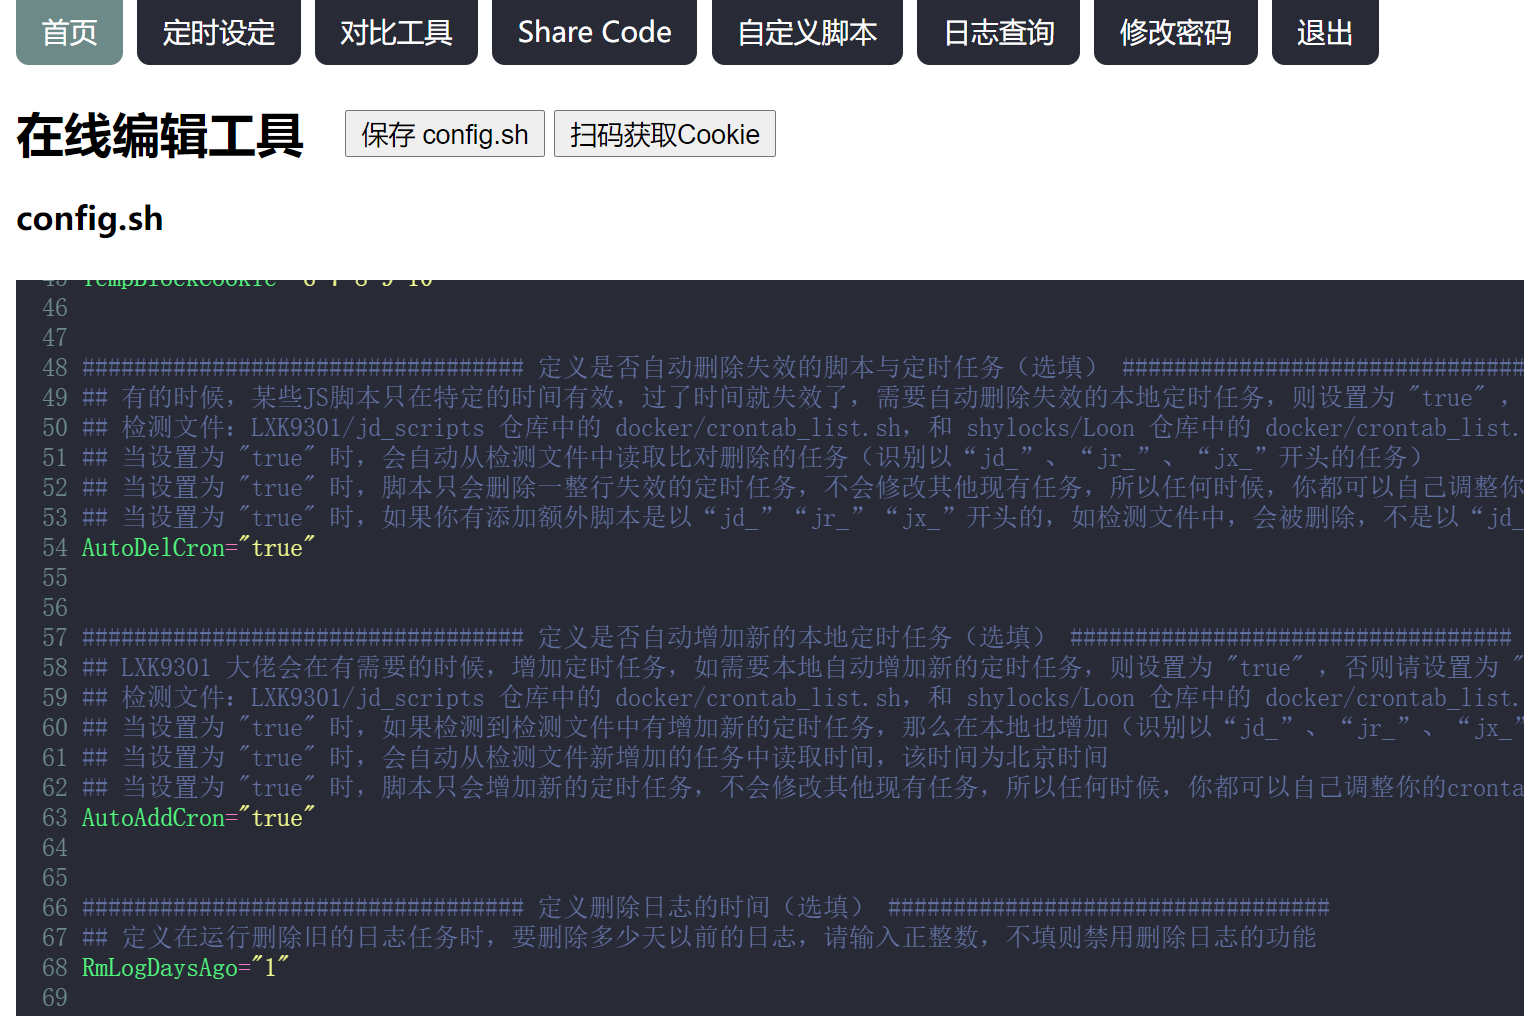 首页 定时设定 对比工具 Share Code 自定义脚本 日志查询 修改密码 退出
在线编辑工具 保存 config.sh 扫码获取Cookie
config.sh
46
47
48 ################################## 定义是否自动删除失效的脚本与定时任务（选填） ###############################
49 ## 有的时候，某些JS脚本只在特定的时间有效，过了时间就失效了，需要自动删除失效的本地定时任务，则设置为 "true" ，
50 ## 检测文件：LXK9301/jd_scripts 仓库中的 docker/crontab_list.sh，和 shylocks/Loon 仓库中的 docker/crontab_list.
51 ## 当设置为 "true" 时，会自动从检测文件中读取比对删除的任务（识别以“jd_”、“jr_”、“jx_”开头的任务）
52 ## 当设置为 "true" 时，脚本只会删除一整行失效的定时任务，不会修改其他现有任务，所以任何时候，你都可以自己调整你
53 ## 当设置为 "true" 时，如果你有添加额外脚本是以“jd_”“jr_”“jx_”开头的，如检测文件中，会被删除，不是以“jd_
54 AutoDelCron="true"
55
56
57 ################################## 定义是否自动增加新的本地定时任务（选填） ##################################
58 ## LXK9301 大佬会在有需要的时候，增加定时任务，如需要本地自动增加新的定时任务，则设置为 "true" ，否则请设置为 "
59 ## 检测文件：LXK9301/jd_scripts 仓库中的 docker/crontab_list.sh，和 shylocks/Loon 仓库中的 docker/crontab_list.
60 ## 当设置为 "true" 时，如果检测到检测文件中有增加新的定时任务，那么在本地也增加（识别以“jd_”、“jr_”、“jx_”
61 ## 当设置为 "true" 时，会自动从检测文件新增加的任务中读取时间，该时间为北京时间
62 ## 当设置为 "true" 时，脚本只会增加新的定时任务，不会修改其他现有任务，所以任何时候，你都可以自己调整你的cronta
63 AutoAddCron="true"
64
65
66 ################################## 定义删除日志的时间（选填） ##################################
67 ## 定义在运行删除旧的日志任务时，要删除多少天以前的日志，请输入正整数，不填则禁用删除日志的功能
68 RmLogDaysAgo="1"
69